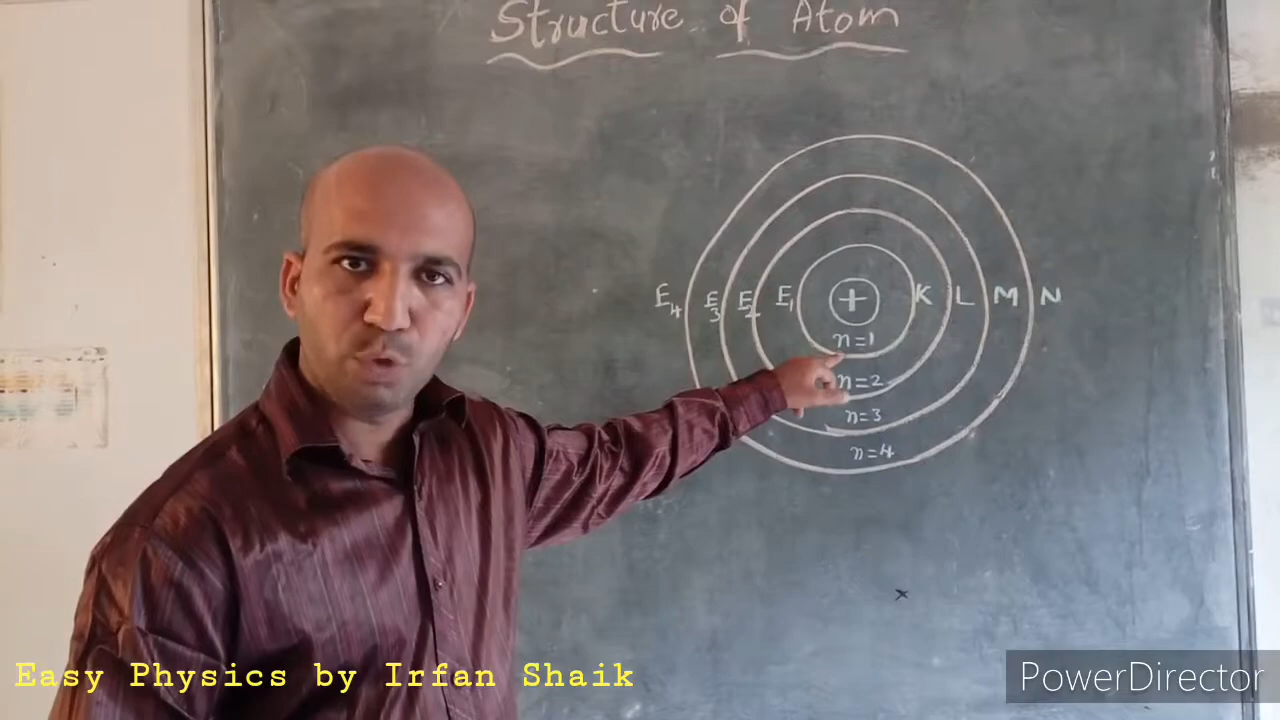 Structure of Atom
E4 E3 E2 E1 + K L M N
n=1
n=2
n=3
n=4
Easy Physics by Irfan Shaik
PowerDirector